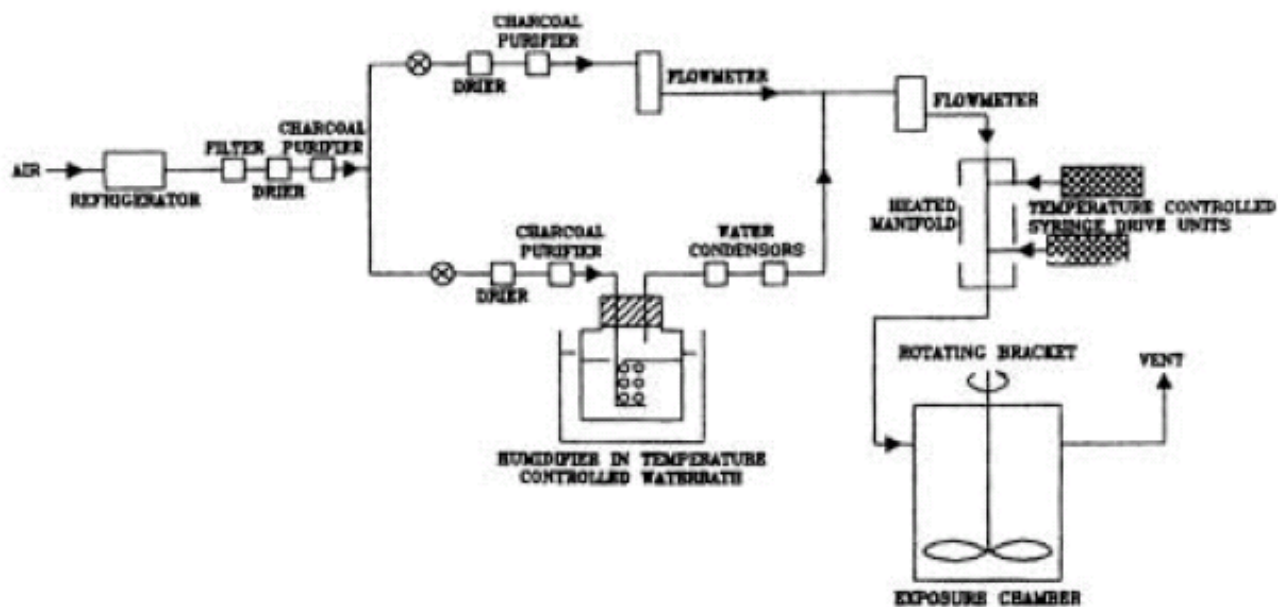 CHARCOAL
PURIFIER
DRIER
FLOWMETER
FLOWMETER
CHARCOAL
PURIFIER
FILTER
DRIER
AIR
REFRIGERATOR
HEATED
MANIFOLD
TEMPERATURE CONTROLLED
SYRINGE DRIVE UNITS
CHARCOAL
PURIFIER
WATER
CONDENSORS
DRIER
ROTATING BRACKET
VENT
HUMIDIFIER IN TEMPERATURE
CONTROLLED WATERBATH
EXPOSURE CHAMBER